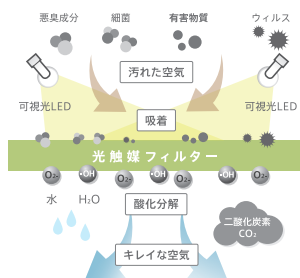 悪臭成分 細菌 有害物質 ウィルス
汚れた空気
可視光LED 可視光LED
吸着
光触媒フィルター
O₂⁻ ·OH O₂⁻ ·OH O₂⁻ ·OH O₂⁻
水 H₂O 酸化分解
二酸化炭素
CO₂
キレイな空気